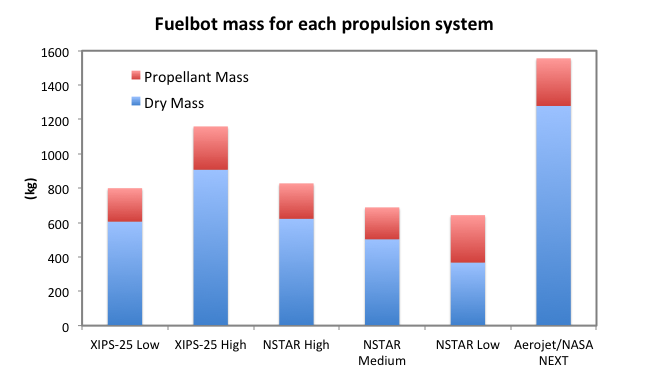 Fuelbot mass for each propulsion system
1600
1400
1200
1000
800
600
400
200
0
(kg)
Propellant Mass
Dry Mass
XIPS-25 Low
XIPS-25 High
NSTAR High
NSTAR
Medium
NSTAR Low
Aerojet/NASA
NEXT